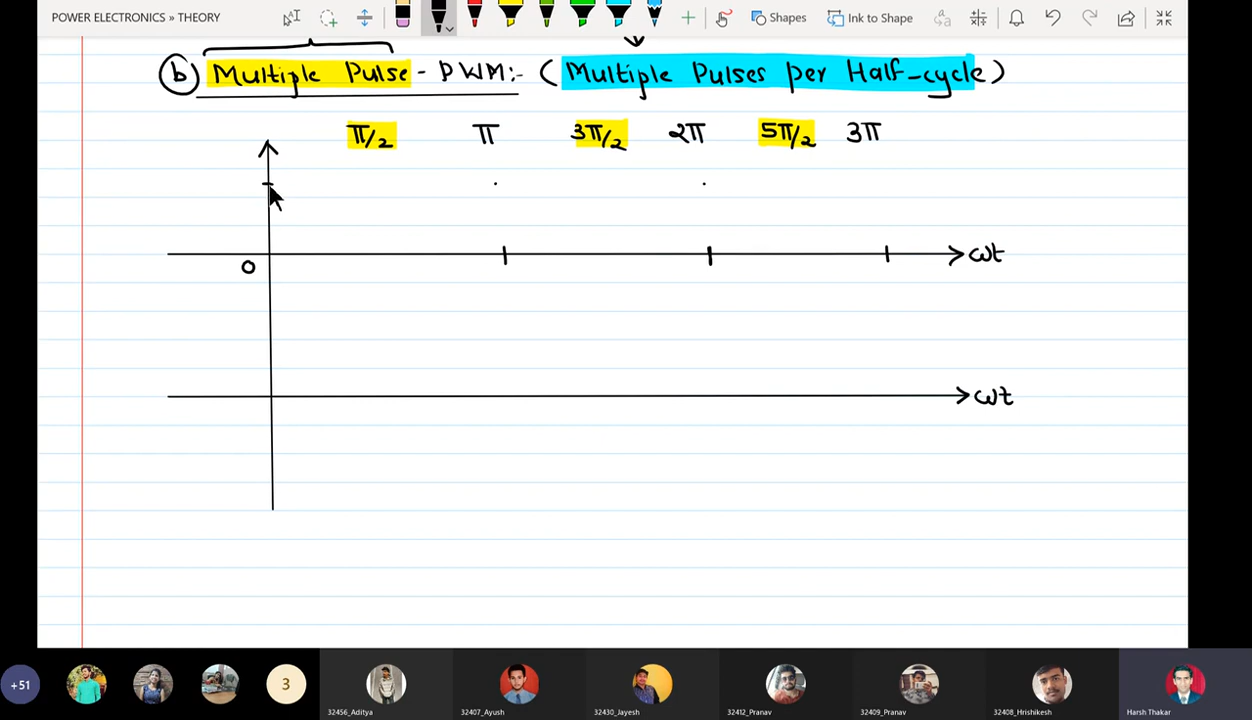 POWER ELECTRONICS » THEORY
Shapes
Ink to Shape
(b) Multiple Pulse - PWM:- (Multiple Pulses per Half-cycle)
π/2 π 3π/2 2π 5π/2 3π
0
ωt
ωt
+51
3
32456_Aditya
32407_Ayush
32430_Jayesh
32412_Pranav
32409_Pranav
32408_Hrishikesh
Harsh Thakar